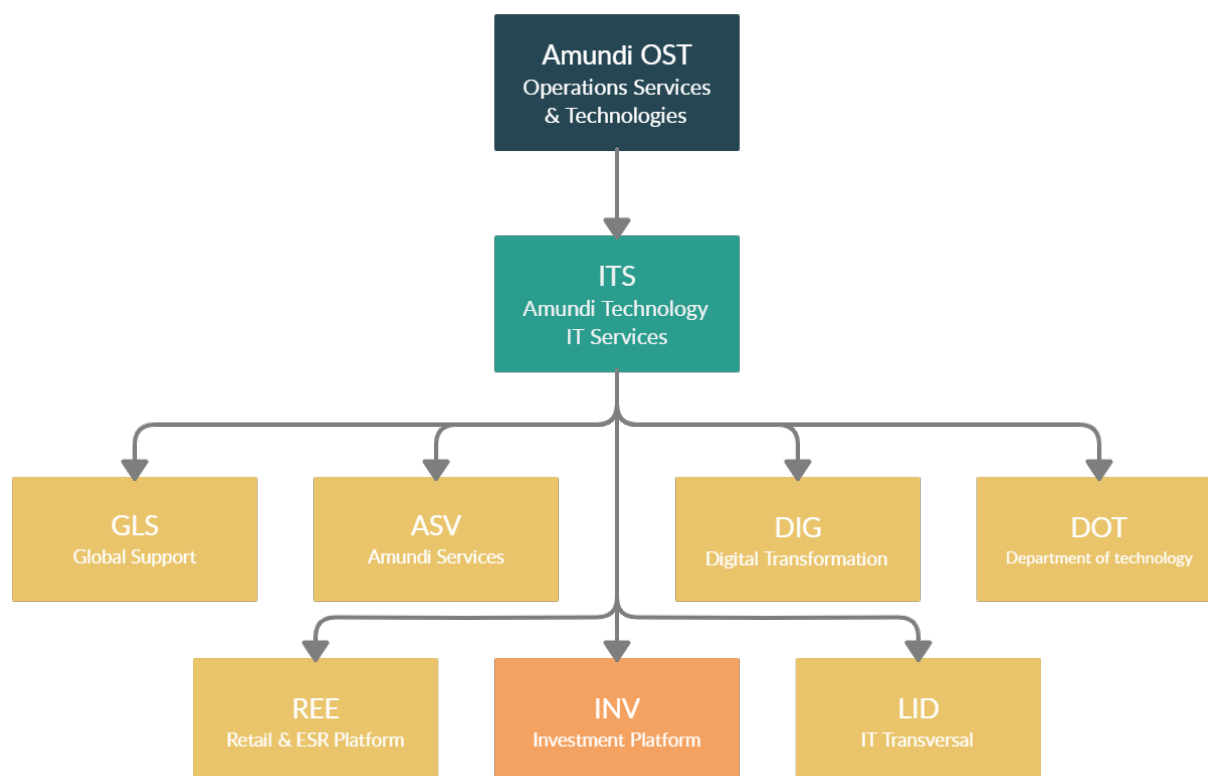 Amundi OST
Operations Services
& Technologies
ITS
Amundi Technology
IT Services
GLS
Global Support
ASV
Amundi Services
DIG
Digital Transformation
DOT
Department of technology
REE
Retail & ESR Platform
INV
Investment Platform
LID
IT Transversal